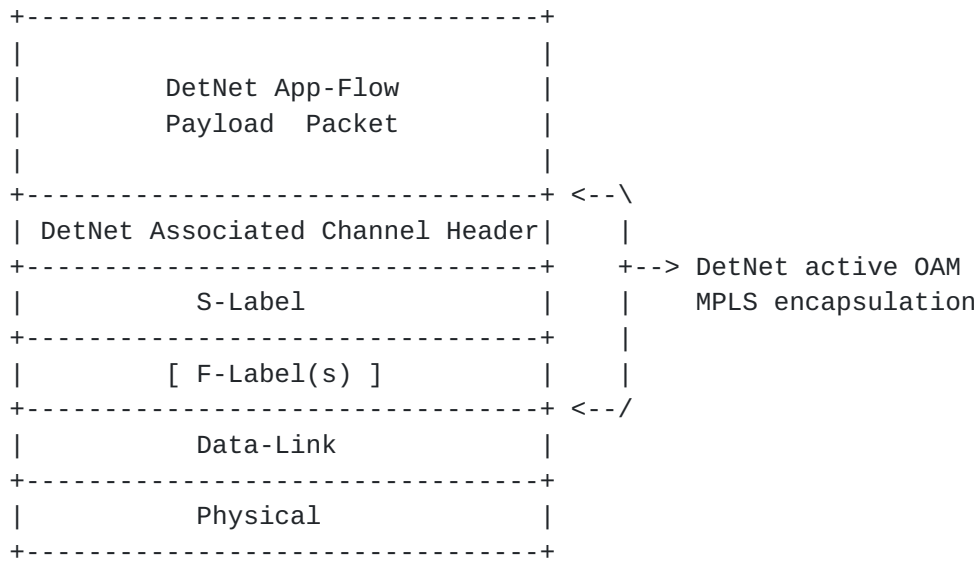 +---------------------------------+
|                                 |
|         DetNet App-Flow         |
|         Payload  Packet         |
|                                 |
+---------------------------------+ <--\
| DetNet Associated Channel Header|    |
+---------------------------------+    +--> DetNet active OAM
|           S-Label               |    |    MPLS encapsulation
+---------------------------------+    |
|         [ F-Label(s) ]          |    |
+---------------------------------+ <--/
|           Data-Link             |
+---------------------------------+
|           Physical              |
+---------------------------------+